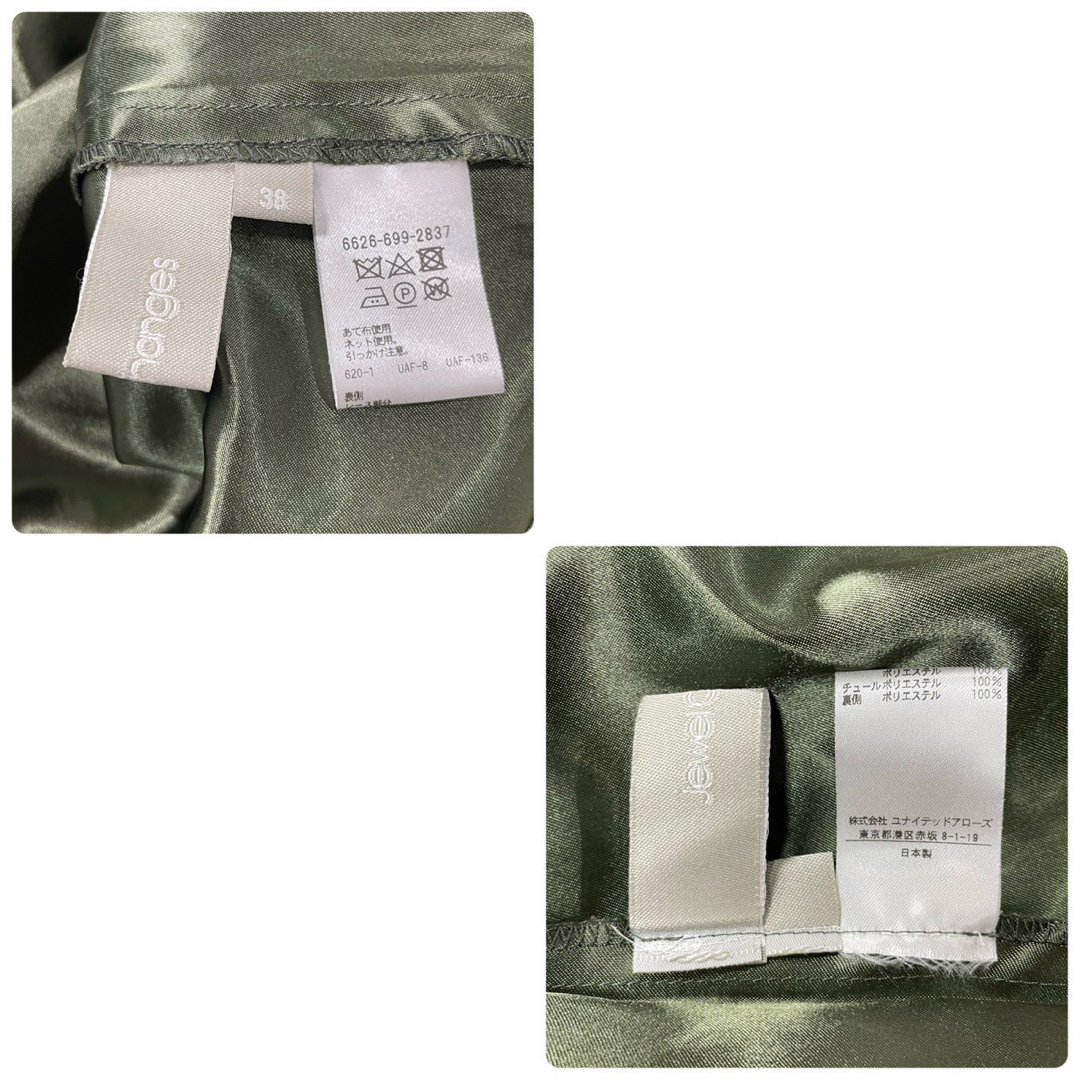 38
6626-699-2837
P
W
あて布使用
ネット使用。
引っかけ注意。
620-1 UAF-8 UAF-136
表側
ポリエステル 100%
チュール ポリエステル 100%
裏側 ポリエステル 100%
jewel
株式会社 ユナイテッドアローズ
東京都港区赤坂 8-1-19
日本製